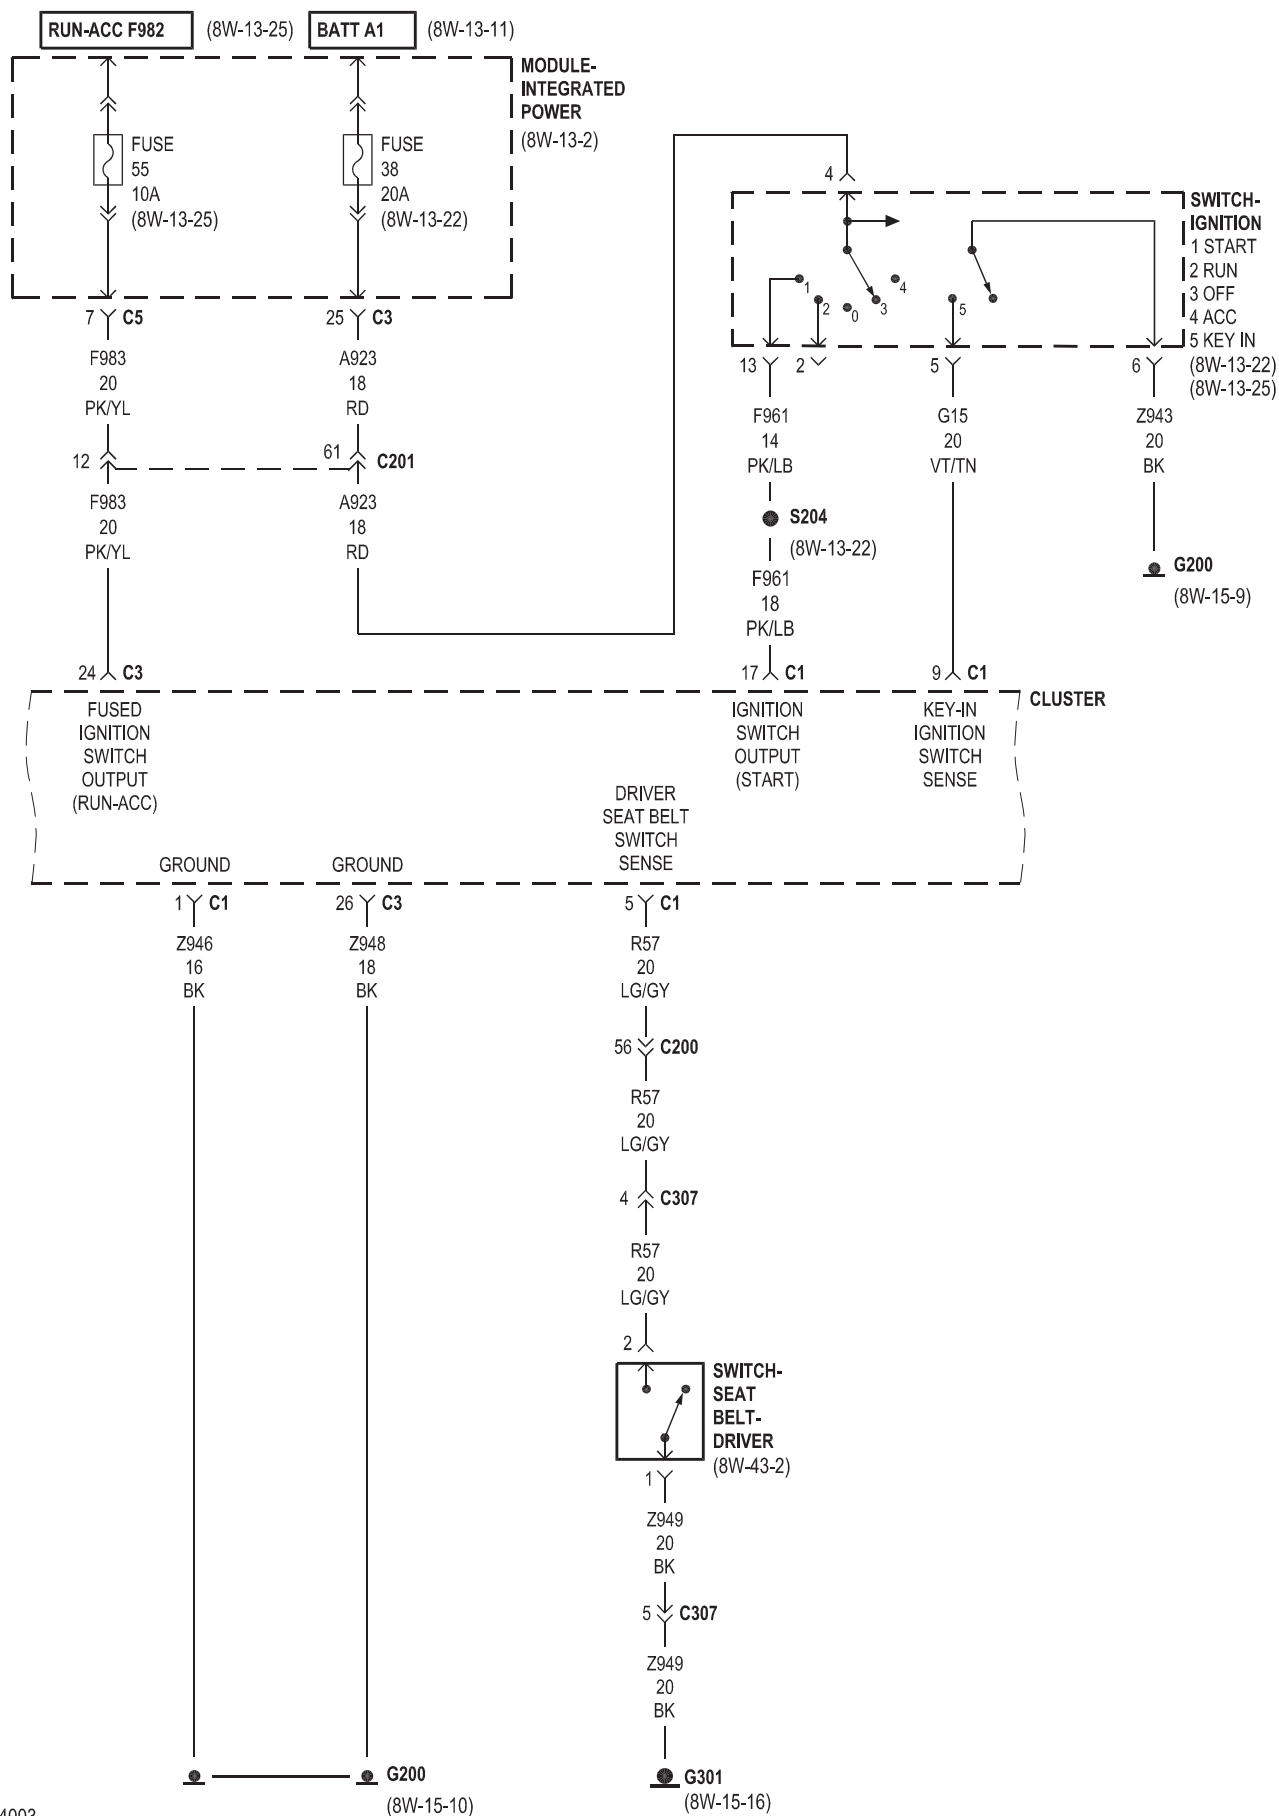 RUN-ACC F982 (8W-13-25) BATT A1 (8W-13-11)
MODULE-
INTEGRATED
POWER
(8W-13-2)
FUSE
55
10A
(8W-13-25)
FUSE
38
20A
(8W-13-22)
7 C5
25 C3
F983
20
PK/YL
A923
18
RD
12
61 C201
F983
20
PK/YL
A923
18
RD
24 C3
4
SWITCH-
IGNITION
1 START
2 RUN
3 OFF
4 ACC
5 KEY IN
(8W-13-22)
(8W-13-25)
1 2 0 3 4 5
13 2 5 6
F961
14
PK/LB
G15
20
VT/TN
Z943
20
BK
S204
(8W-13-22)
G200
(8W-15-9)
F961
18
PK/LB
17 C1
9 C1
CLUSTER
FUSED
IGNITION
SWITCH
OUTPUT
(RUN-ACC)
IGNITION
SWITCH
OUTPUT
(START)
KEY-IN
IGNITION
SWITCH
SENSE
DRIVER
SEAT BELT
SWITCH
SENSE
GROUND GROUND
1 C1
26 C3
5 C1
Z946
16
BK
Z948
18
BK
R57
20
LG/GY
56 C200
R57
20
LG/GY
4 C307
R57
20
LG/GY
2
SWITCH-
SEAT
BELT-
DRIVER
(8W-43-2)
1
Z949
20
BK
5 C307
Z949
20
BK
G200
(8W-15-10)
G301
(8W-15-16)